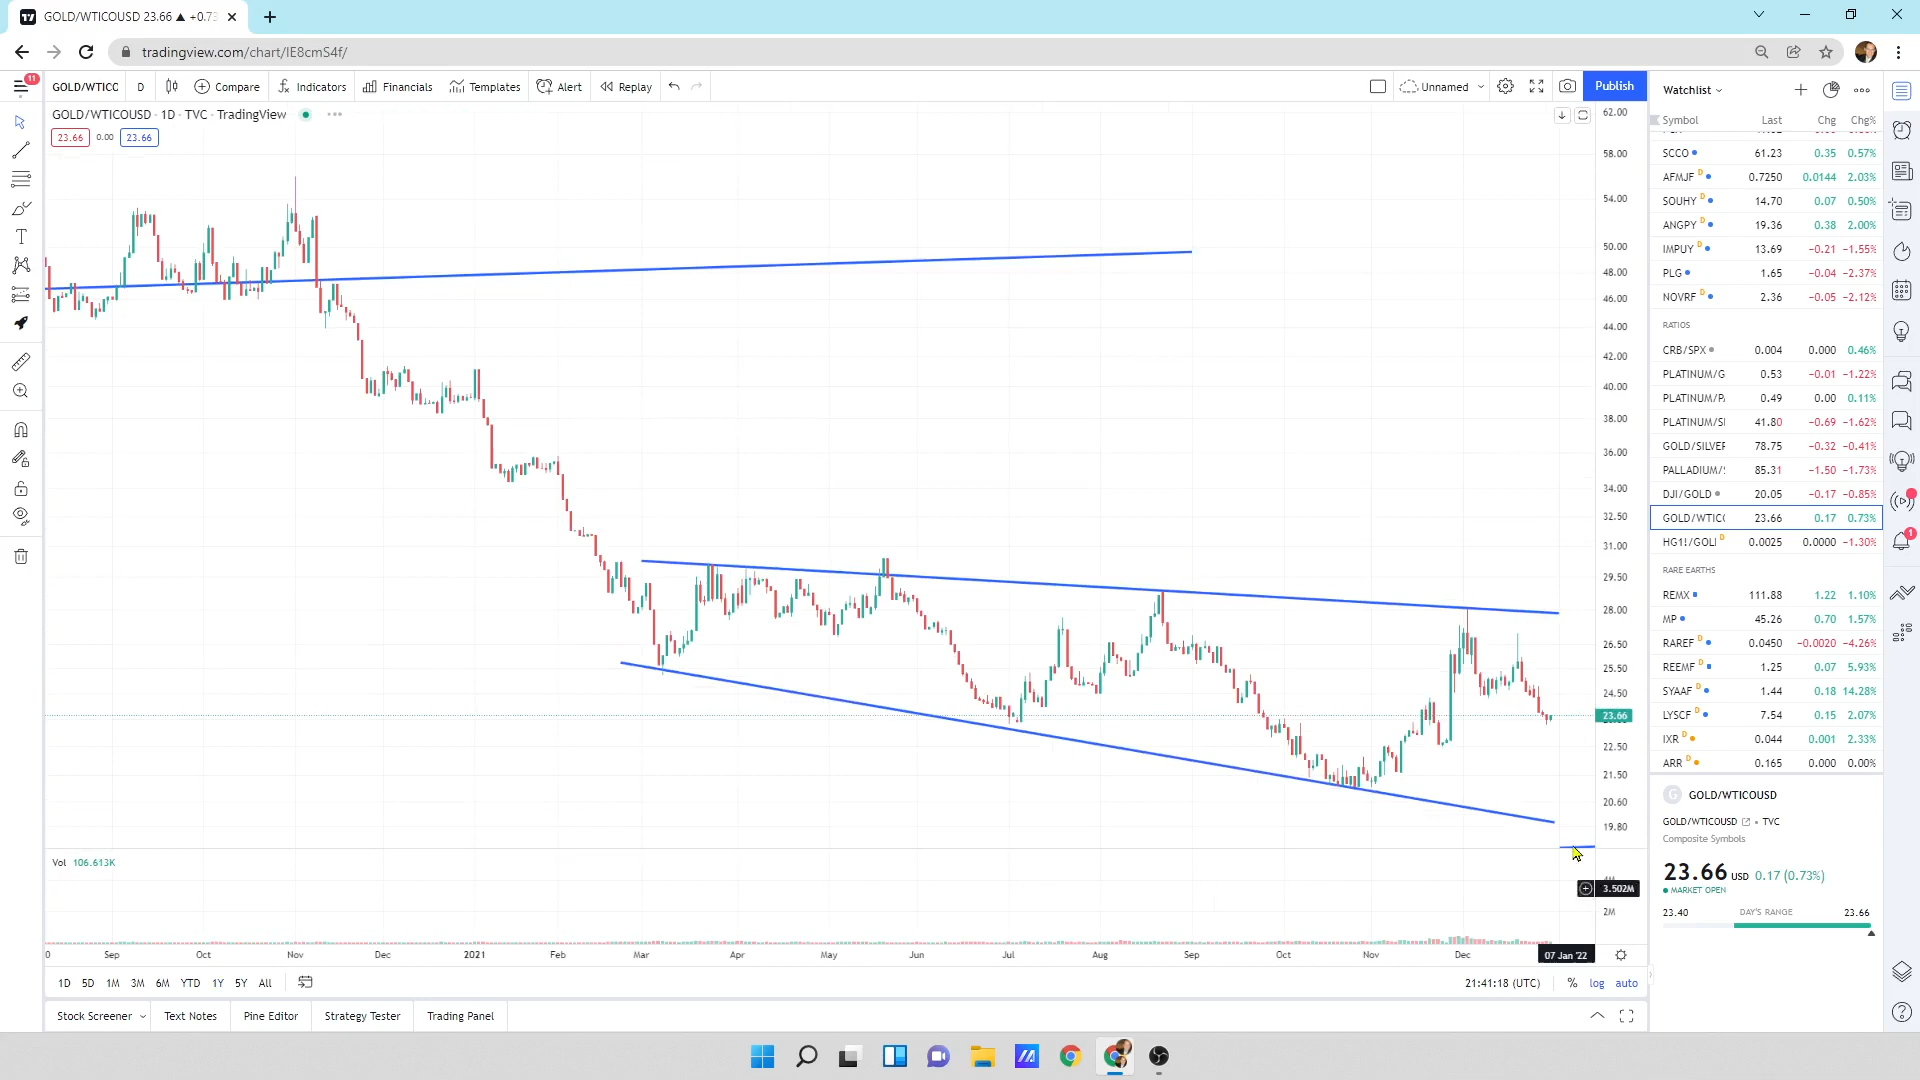 GOLD/WTICOUSD 23.66 ▲ +0.73
tradingview.com/chart/IE8cmS4f/
11
GOLD/WTICC D Compare Indicators Financials Templates Alert Replay Unnamed Publish
GOLD/WTICOUSD · 1D · TVC · TradingView
23.66 0.00 23.66
62.00
58.00
54.00
50.00
48.00
46.00
44.00
42.00
40.00
38.00
36.00
34.00
32.50
31.00
29.50
28.00
26.50
25.50
24.50
23.66
22.50
21.50
20.60
19.80
Vol 106.613K
3.502M
2M
0 Sep Oct Nov Dec 2021 Feb Mar Apr May Jun Jul Aug Sep Oct Nov Dec 07 Jan '22
1D 5D 1M 3M 6M YTD 1Y 5Y All 21:41:18 (UTC) % log auto
Stock Screener Text Notes Pine Editor Strategy Tester Trading Panel
Watchlist
Symbol Last Chg Chg%
SCCO 61.23 0.35 0.57%
AFMJF D 0.7250 0.0144 2.03%
SOUHY D 14.70 0.07 0.50%
ANGPY D 19.36 0.38 2.00%
IMPUY D 13.69 −0.21 −1.55%
PLG 1.65 −0.04 −2.37%
NOVRF D 2.36 −0.05 −2.12%
RATIOS
CRB/SPX 0.004 0.000 0.46%
PLATINUM/G 0.53 −0.01 −1.22%
PLATINUM/P 0.49 0.00 0.11%
PLATINUM/SI 41.80 −0.69 −1.62%
GOLD/SILVER 78.75 −0.32 −0.41%
PALLADIUM/ 85.31 −1.50 −1.73%
DJI/GOLD 20.05 −0.17 −0.85%
GOLD/WTIC 23.66 0.17 0.73%
HG1!/GOL D 0.0025 0.0000 −1.30%
RARE EARTHS
REMX 111.88 1.22 1.10%
MP 45.26 0.70 1.57%
RAREF D 0.0450 −0.0020 −4.26%
REEMF D 1.25 0.07 5.93%
SYAAF D 1.44 0.18 14.28%
LYSCF D 7.54 0.15 2.07%
IXR D 0.044 0.001 2.33%
ARR D 0.165 0.000 0.00%
G GOLD/WTICOUSD
GOLD/WTICOUSD • TVC
Composite Symbols
23.66 USD 0.17 (0.73%)
MARKET OPEN
23.40 DAY'S RANGE 23.66
1